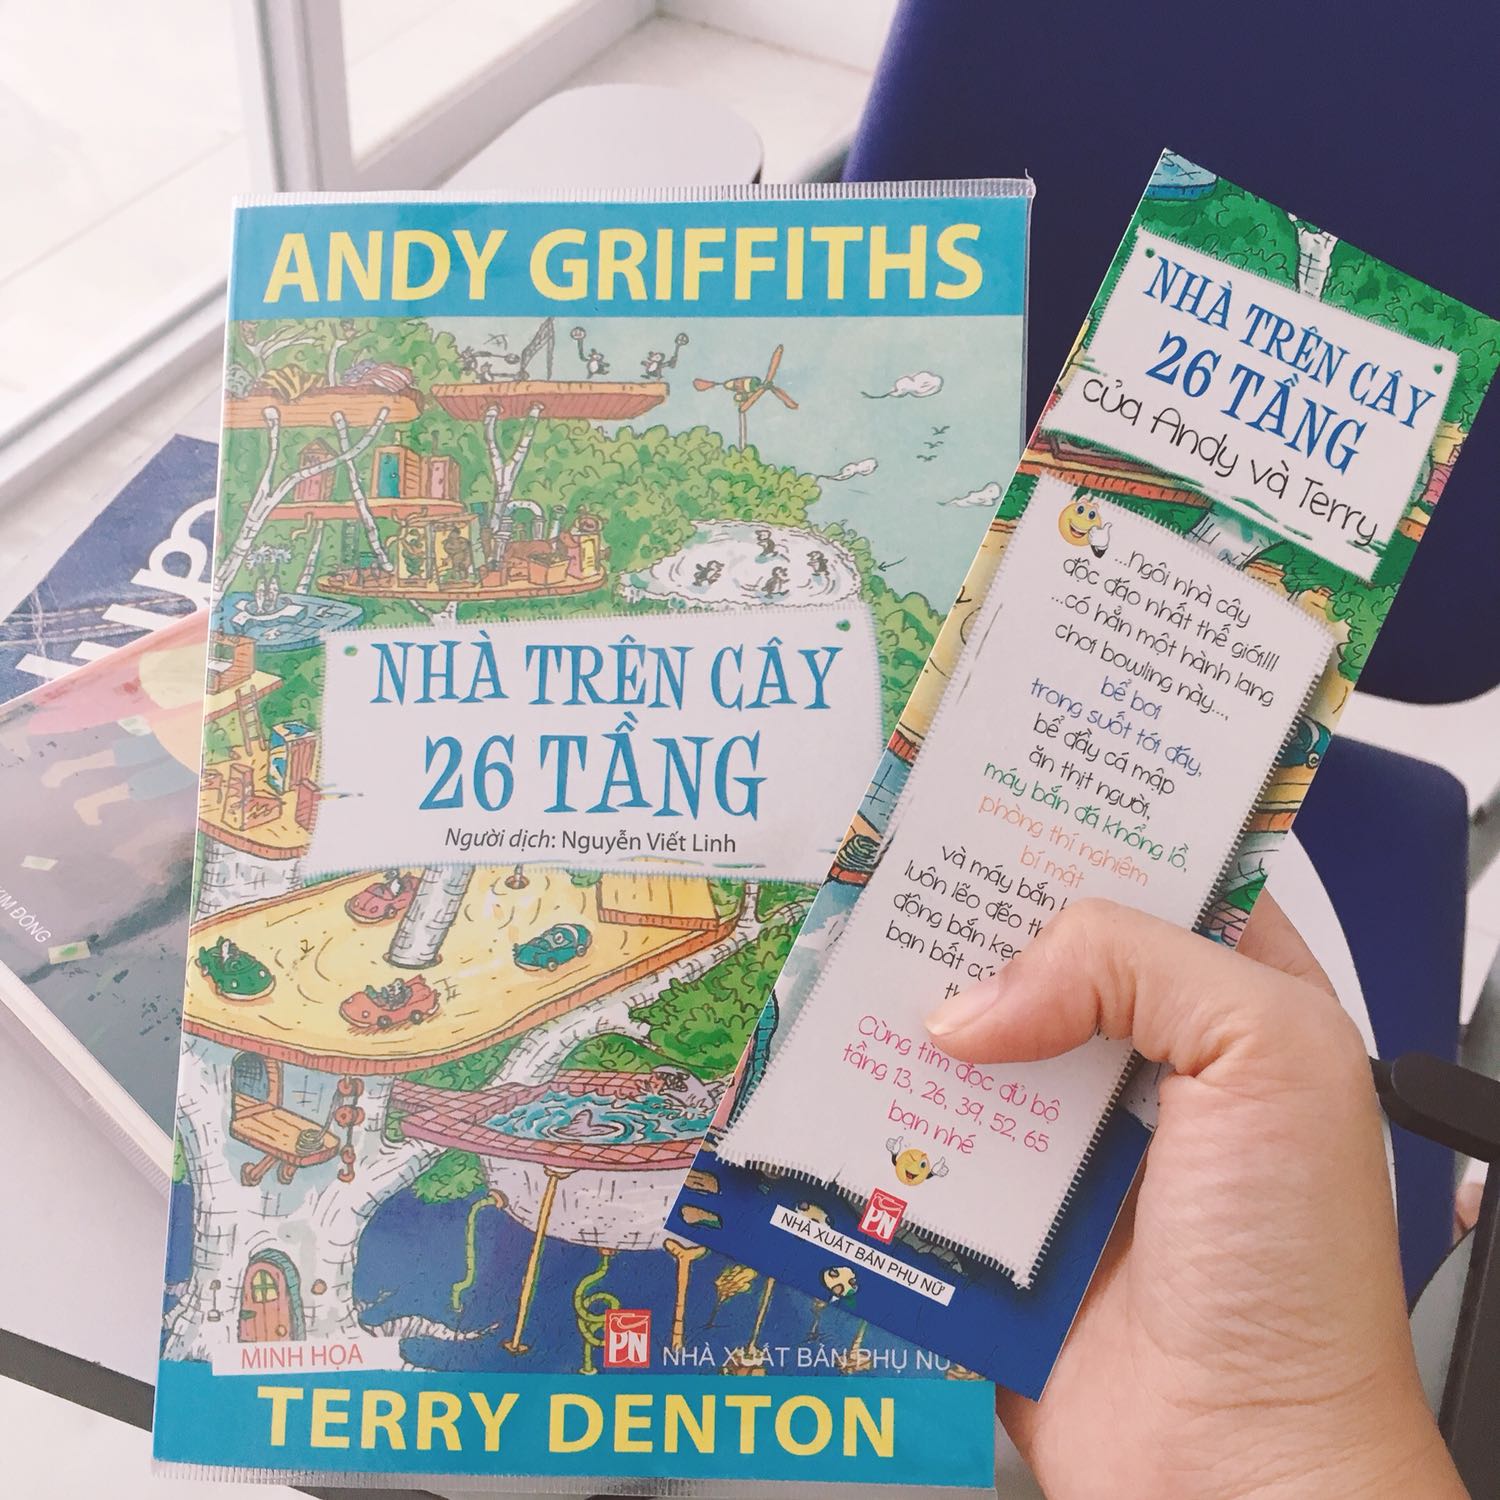 ANDY GRIFFITHS
NHÀ TRÊN CÂY
26 TẦNG
Người dịch: Nguyễn Viết Linh
MINH HỌA
PN
NHÀ XUẤT BẢN PHỤ NỮ
TERRY DENTON
NHÀ TRÊN CÂY
26 TẦNG
của Andy và Terry
...ngôi nhà cây
độc đáo nhất thế giới!!!
...có hẳn một hành lang
chơi bowling này...,
bể bơi
trong suốt tới đáy,
bể đầy cá mập
ăn thịt người,
máy bắn đá khổng lồ,
phòng thí nghiệm
bí mật
và máy bắn
luôn lẽo đẽo
động bắn kẹo
bạn bất cứ
Cùng tìm đọc đủ bộ
tầng 13, 26, 39, 52, 65
bạn nhé
PN
NHÀ XUẤT BẢN PHỤ NỮ
KIM ĐỒNG